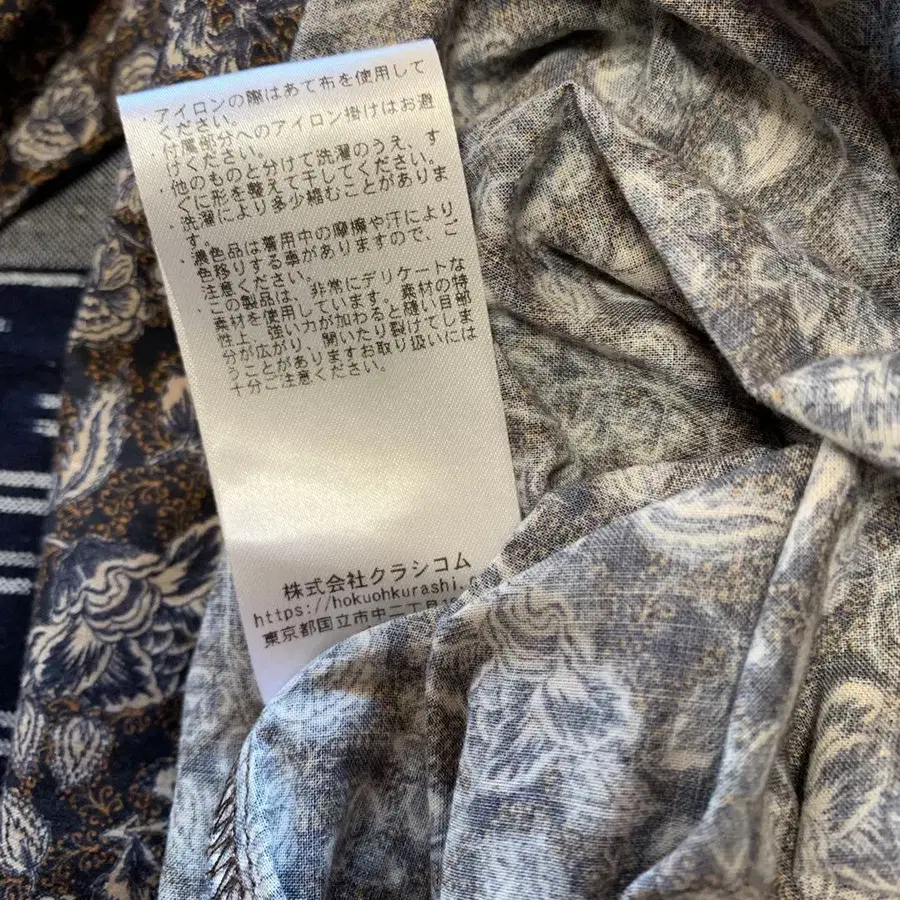 ・アイロンの際はあて布を使用して
ください。
・付属部分へのアイロン掛けはお避
けください。
・他のものと分けて洗濯のうえ、す
ぐに形を整えて干してください。
・洗濯により多少縮むことがありま
す。
・濃色品は着用中の摩擦や汗により
色移りする事がありますので、ご
注意ください。
・この製品は、非常にデリケートな
素材を使用しています。素材の特
性上、強い力が加わると縫い目部
分が広がり、開いたり裂けてしま
うことがありますお取り扱いには
十分ご注意ください。
株式会社クラシコム
https://hokuohkurashi.
東京都国立市中二丁目1